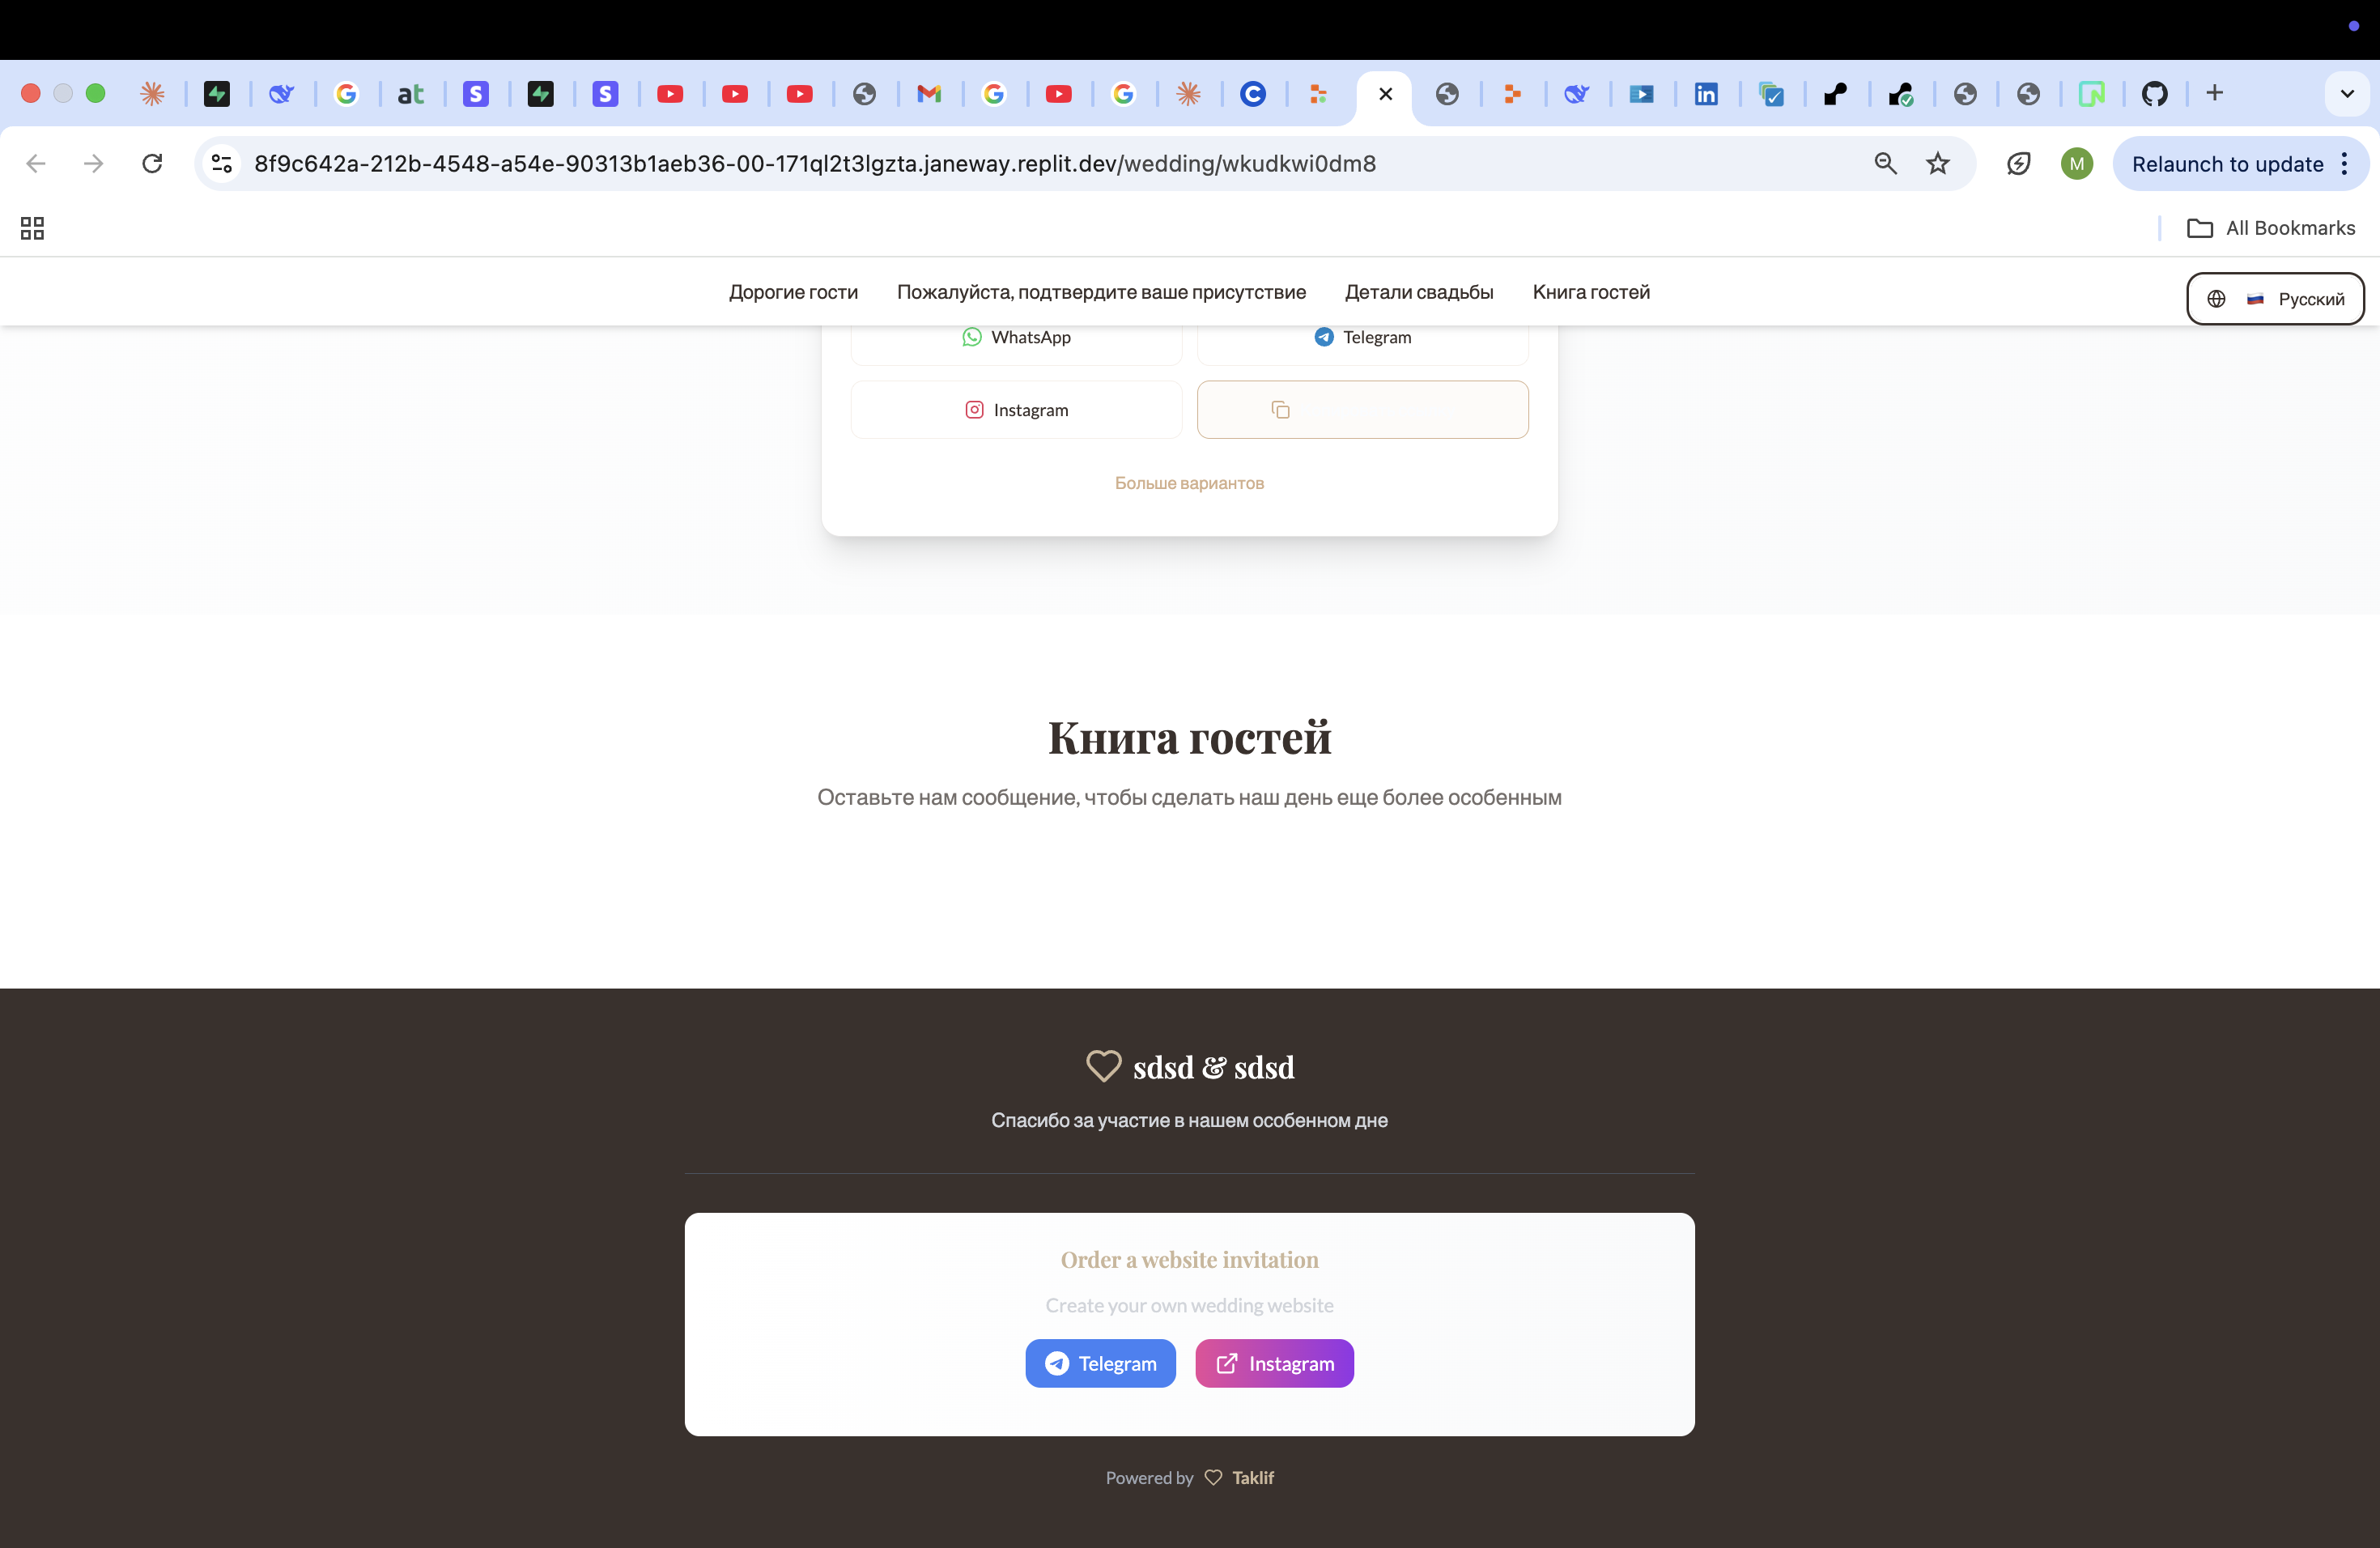 8f9c642a-212b-4548-a54e-90313b1aeb36-00-171ql2t3lgzta.janeway.replit.dev/wedding/wkudkwi0dm8
M
Relaunch to update
All Bookmarks
Дорогие гости Пожалуйста, подтвердите ваше присутствие Детали свадьбы Книга гостей
Русский
WhatsApp Telegram
Instagram
Больше вариантов
Книга гостей
Оставьте нам сообщение, чтобы сделать наш день еще более особенным
sdsd & sdsd
Спасибо за участие в нашем особенном дне
Order a website invitation
Create your own wedding website
Telegram Instagram
Powered by Taklif